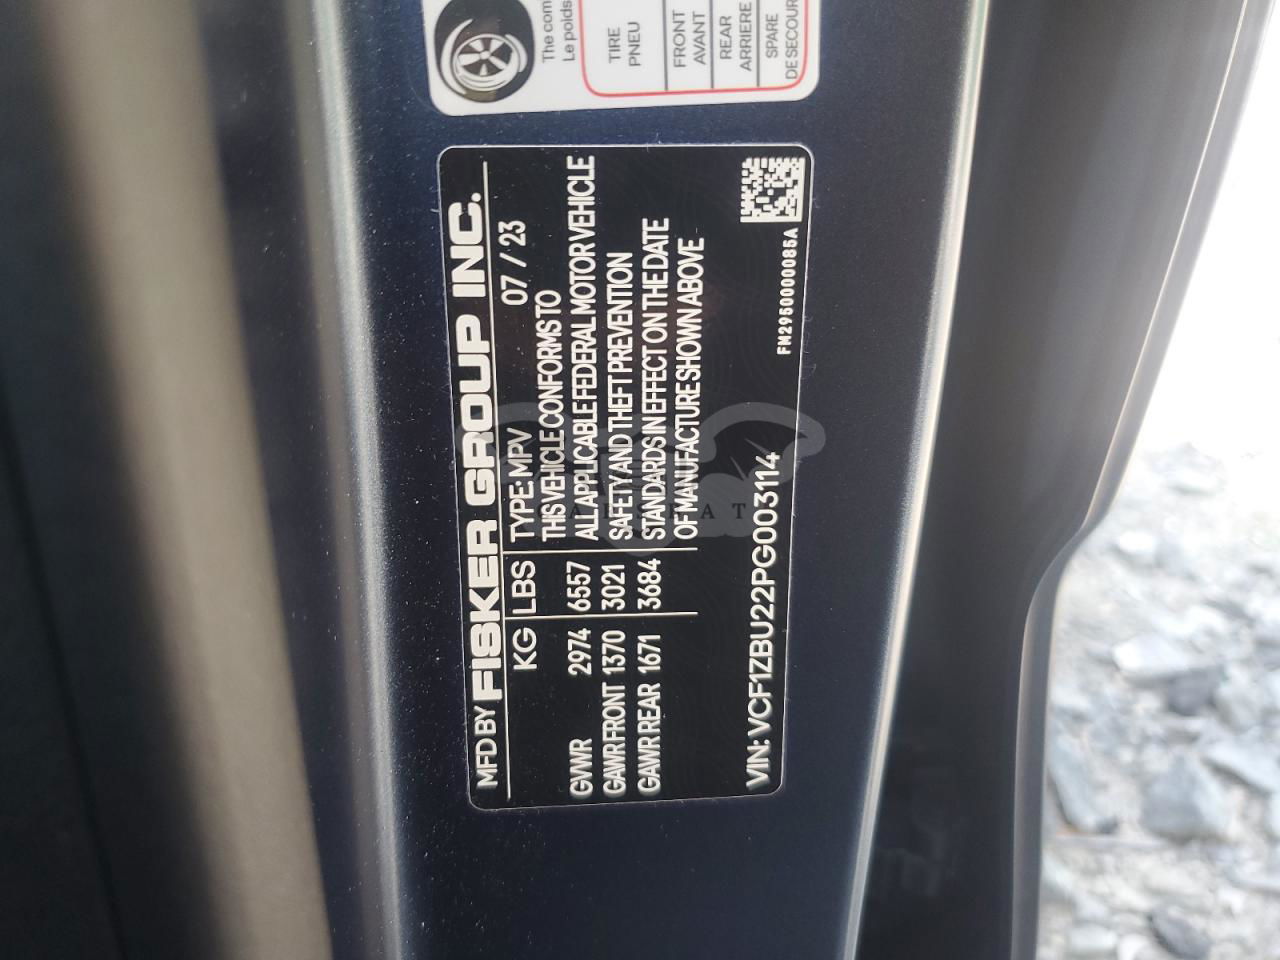 The com
Le poids
TIRE
PNEU
FRONT
AVANT
REAR
ARRIERE
SPARE
DE SECOUR
MFD BY FISKER GROUP INC.
KG LBS TYPE: MPV 07 / 23
GVWR 2974 6557
GAWR FRONT 1370 3021
GAWR REAR 1671 3684
THIS VEHICLE CONFORMS TO
ALL APPLICABLE FEDERAL MOTOR VEHICLE
SAFETY AND THEFT PREVENTION
STANDARDS IN EFFECT ON THE DATE
OF MANUFACTURE SHOWN ABOVE
VIN: VCF1ZBU22PG003114
FM29S0000085A